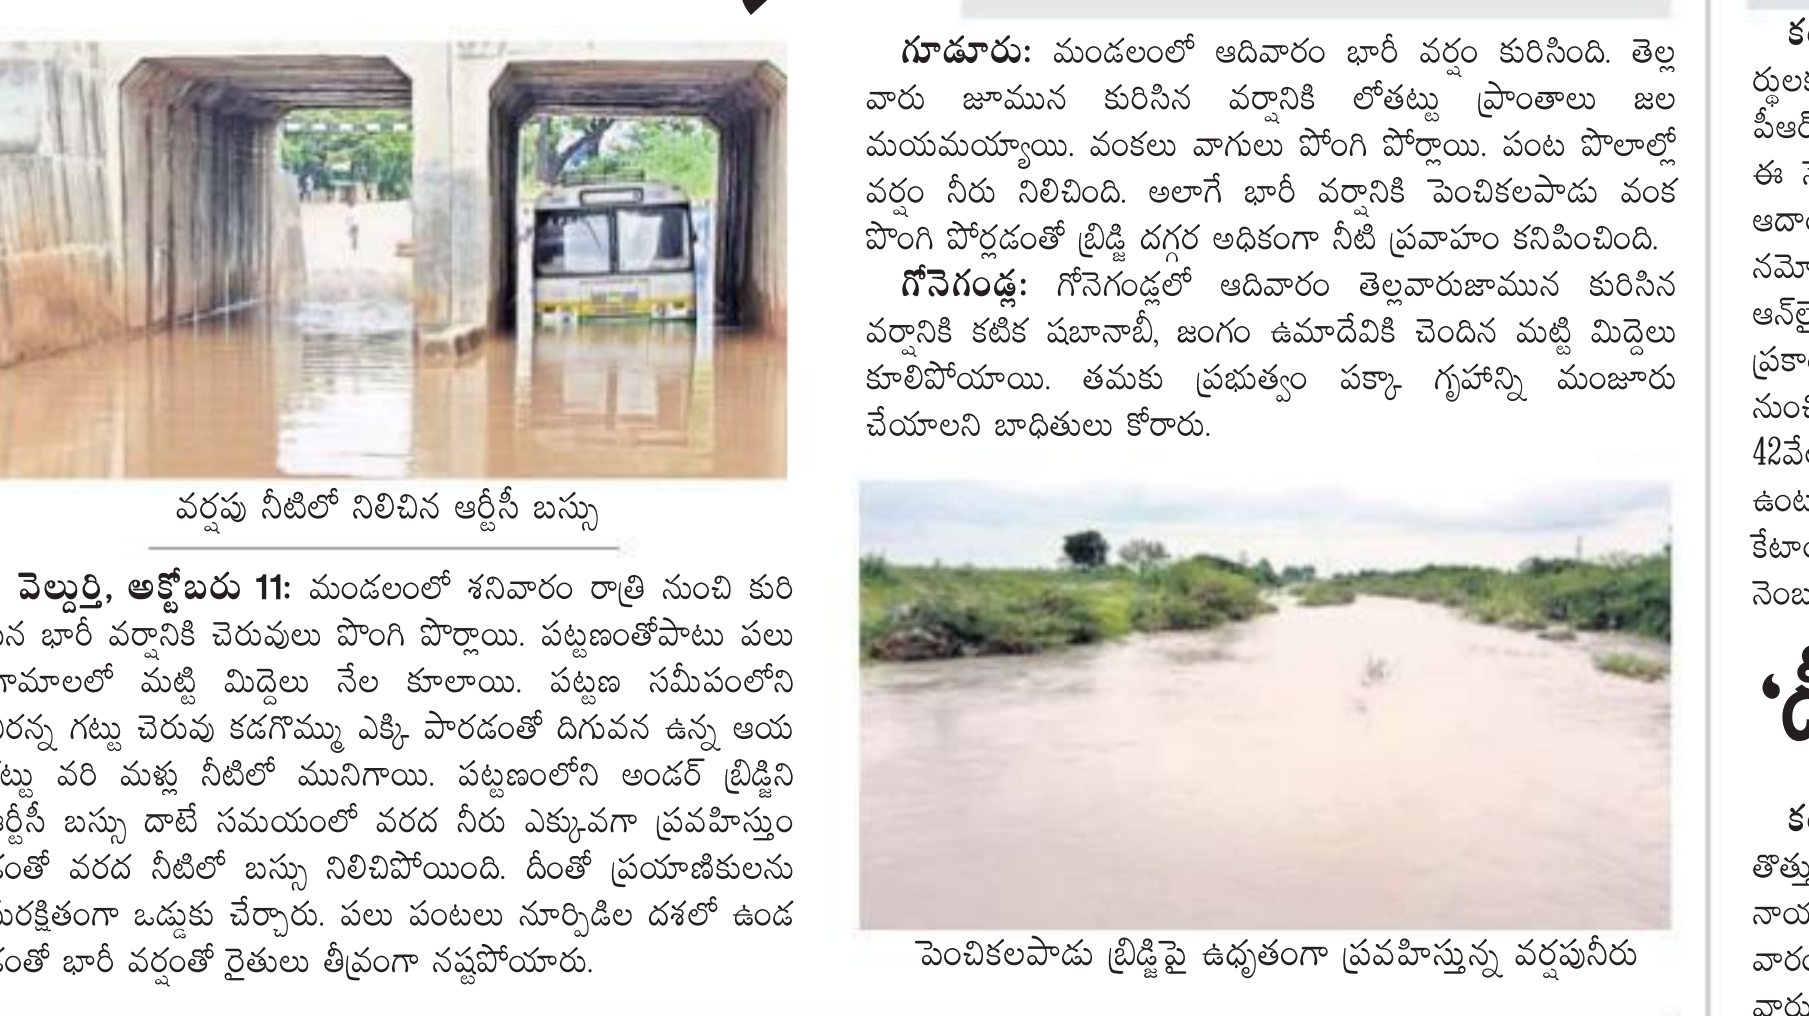 వర్షపు నీటిలో నిలిచిన ఆర్టీసీ బస్సు
వెల్దుర్తి, అక్టోబరు 11: మండలంలో శనివారం రాత్రి నుంచి కురి
భారీ వర్షానికి చెరువులు పొంగి పొర్లాయి. పట్టణంతోపాటు పలు
మట్టి మిద్దెలు నేల కూలాయి. పట్టణ సమీపంలోని
గట్టు చెరువు కడగొమ్ము ఎక్కి పారడంతో దిగువన ఉన్న ఆయ
వరి మళ్లు నీటిలో మునిగాయి. పట్టణంలోని అండర్ బ్రిడ్జిని
బస్సు దాటే సమయంలో వరద నీరు ఎక్కువగా ప్రవహిస్తుం
వరద నీటిలో బస్సు నిలిచిపోయింది. దీంతో ప్రయాణికులను
ఒడ్డుకు చేర్చారు. పలు పంటలు నూర్పిడిల దశలో ఉండ
భారీ వర్షంతో రైతులు తీవ్రంగా నష్టపోయారు.
గూడూరు: మండలంలో ఆదివారం భారీ వర్షం కురిసింది. తెల్ల
వారు జూమున కురిసిన వర్షానికి లోతట్టు ప్రాంతాలు జల
మయమయ్యాయి. వంకలు వాగులు పోంగి పోర్లాయి. పంట పొలాల్లో
వర్షం నీరు నిలిచింది. అలాగే భారీ వర్షానికి పెంచికలపాడు వంక
పొంగి పోర్లడంతో బ్రిడ్జి దగ్గర అధికంగా నీటి ప్రవాహం కనిపించింది.
గోనెగండ్ల: గోనెగండ్లలో ఆదివారం తెల్లవారుజామున కురిసిన
వర్షానికి కటిక షబానాబీ, జంగం ఉమాదేవికి చెందిన మట్టి మిద్దెలు
కూలిపోయాయి. తమకు ప్రభుత్వం పక్కా గృహాన్ని మంజూరు
చేయాలని బాధితులు కోరారు.
పెంచికలపాడు బ్రిడ్జిపై ఉధృతంగా ప్రవహిస్తున్న వర్షపునీరు
ఈ